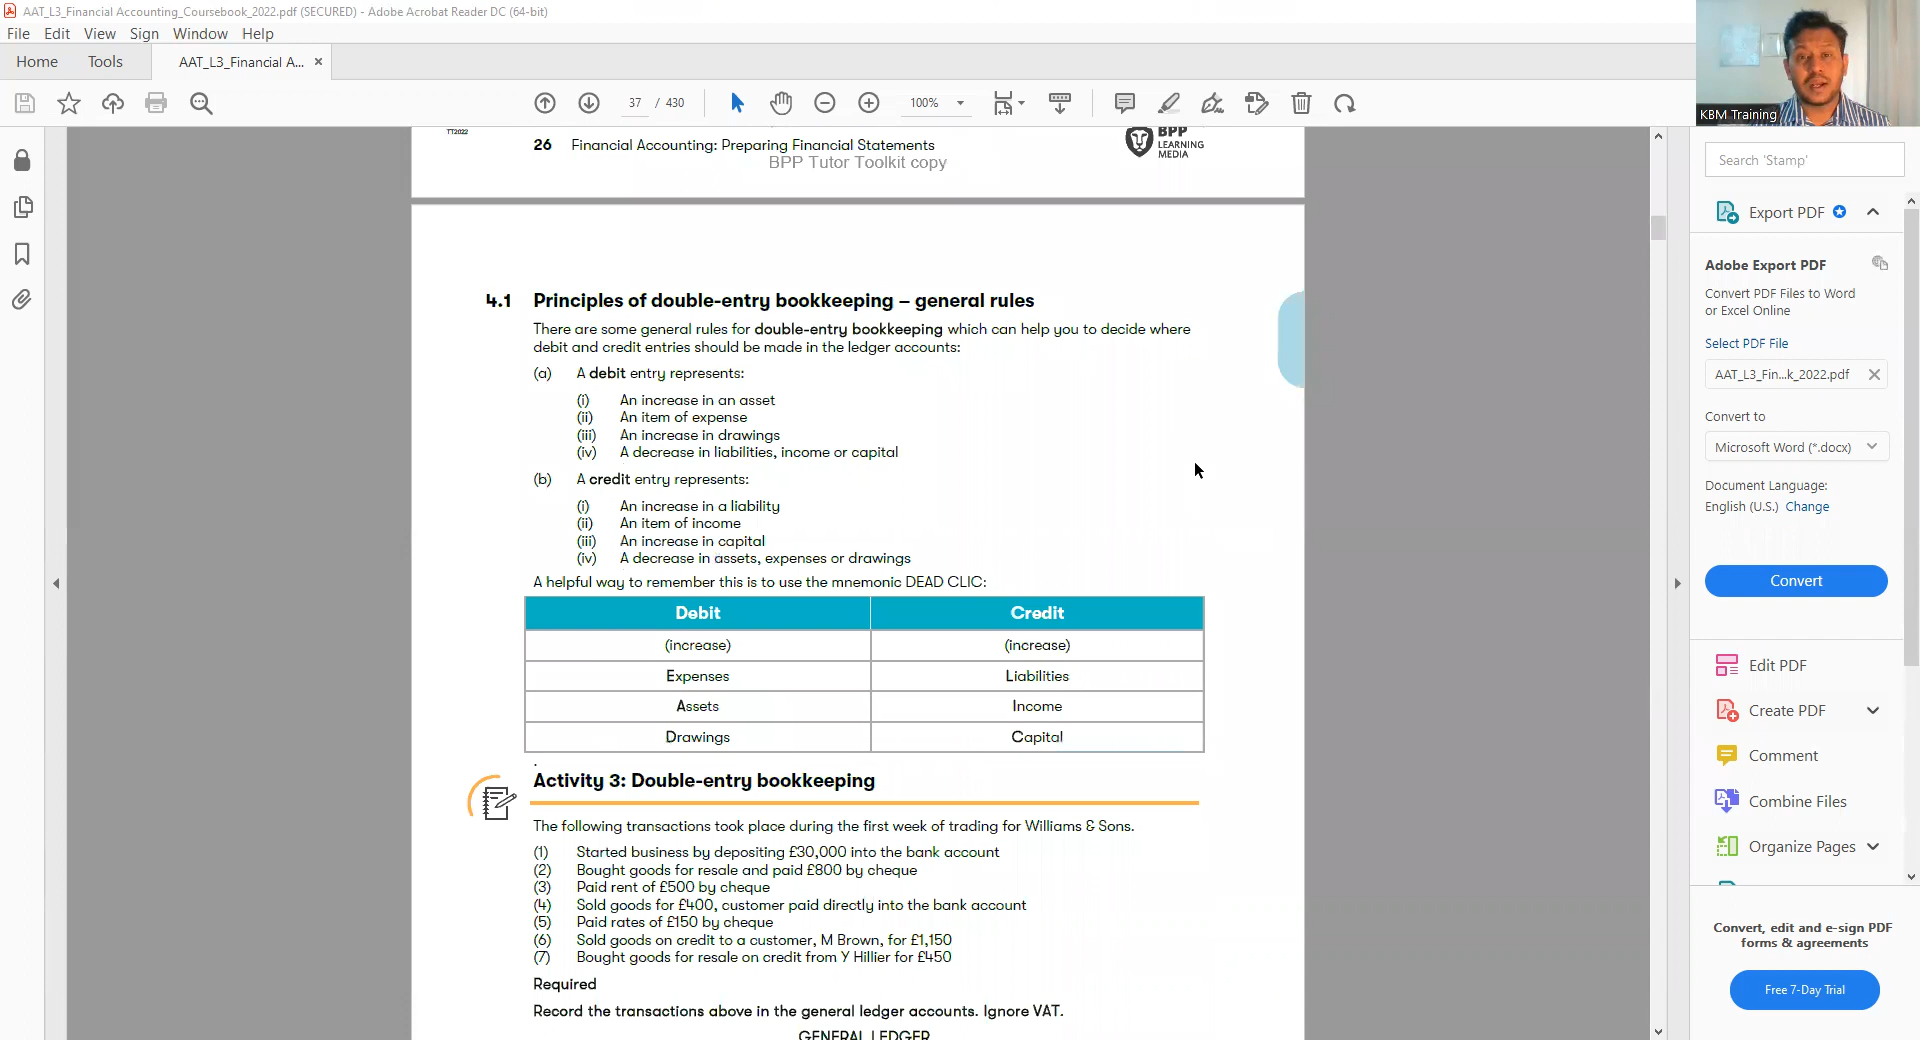 AAT_L3_Financial Accounting_Coursebook_2022.pdf (SECURED) - Adobe Acrobat Reader DC (64-bit)
File Edit View Sign Window Help
Home Tools AAT_L3_Financial A... ×
37 / 430 100%
KBM Training
TT2022
26 Financial Accounting: Preparing Financial Statements
BPP Tutor Toolkit copy
BPP
LEARNING
MEDIA
4.1 Principles of double-entry bookkeeping – general rules
There are some general rules for double-entry bookkeeping which can help you to decide where
debit and credit entries should be made in the ledger accounts:
(a) A debit entry represents:
(i) An increase in an asset
(ii) An item of expense
(iii) An increase in drawings
(iv) A decrease in liabilities, income or capital
(b) A credit entry represents:
(i) An increase in a liability
(ii) An item of income
(iii) An increase in capital
(iv) A decrease in assets, expenses or drawings
A helpful way to remember this is to use the mnemonic DEAD CLIC:
Debit Credit
(increase) (increase)
Expenses Liabilities
Assets Income
Drawings Capital
.
Activity 3: Double-entry bookkeeping
The following transactions took place during the first week of trading for Williams & Sons.
(1) Started business by depositing £30,000 into the bank account
(2) Bought goods for resale and paid £800 by cheque
(3) Paid rent of £500 by cheque
(4) Sold goods for £400, customer paid directly into the bank account
(5) Paid rates of £150 by cheque
(6) Sold goods on credit to a customer, M Brown, for £1,150
(7) Bought goods for resale on credit from Y Hillier for £450
Required
Record the transactions above in the general ledger accounts. Ignore VAT.
GENERAL LEDGER
Search 'Stamp'
Export PDF
Adobe Export PDF
Convert PDF Files to Word
or Excel Online
Select PDF File
AAT_L3_Fin...k_2022.pdf
Convert to
Microsoft Word (*.docx)
Document Language:
English (U.S.) Change
Convert
Edit PDF
Create PDF
Comment
Combine Files
Organize Pages
Convert, edit and e-sign PDF
forms & agreements
Free 7-Day Trial